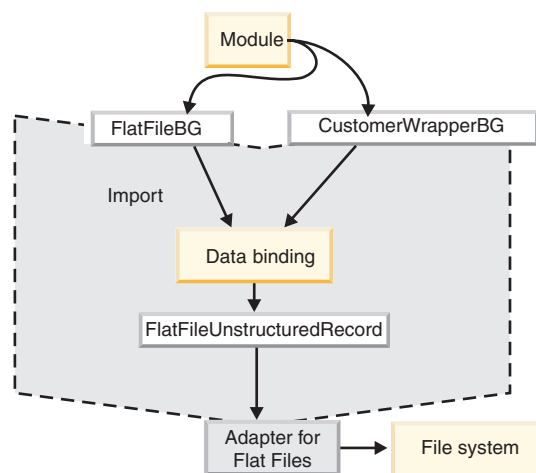 Module
FlatFileBG
CustomerWrapperBG
Import
Data binding
FlatFileUnstructuredRecord
Adapter for
Flat Files
File system